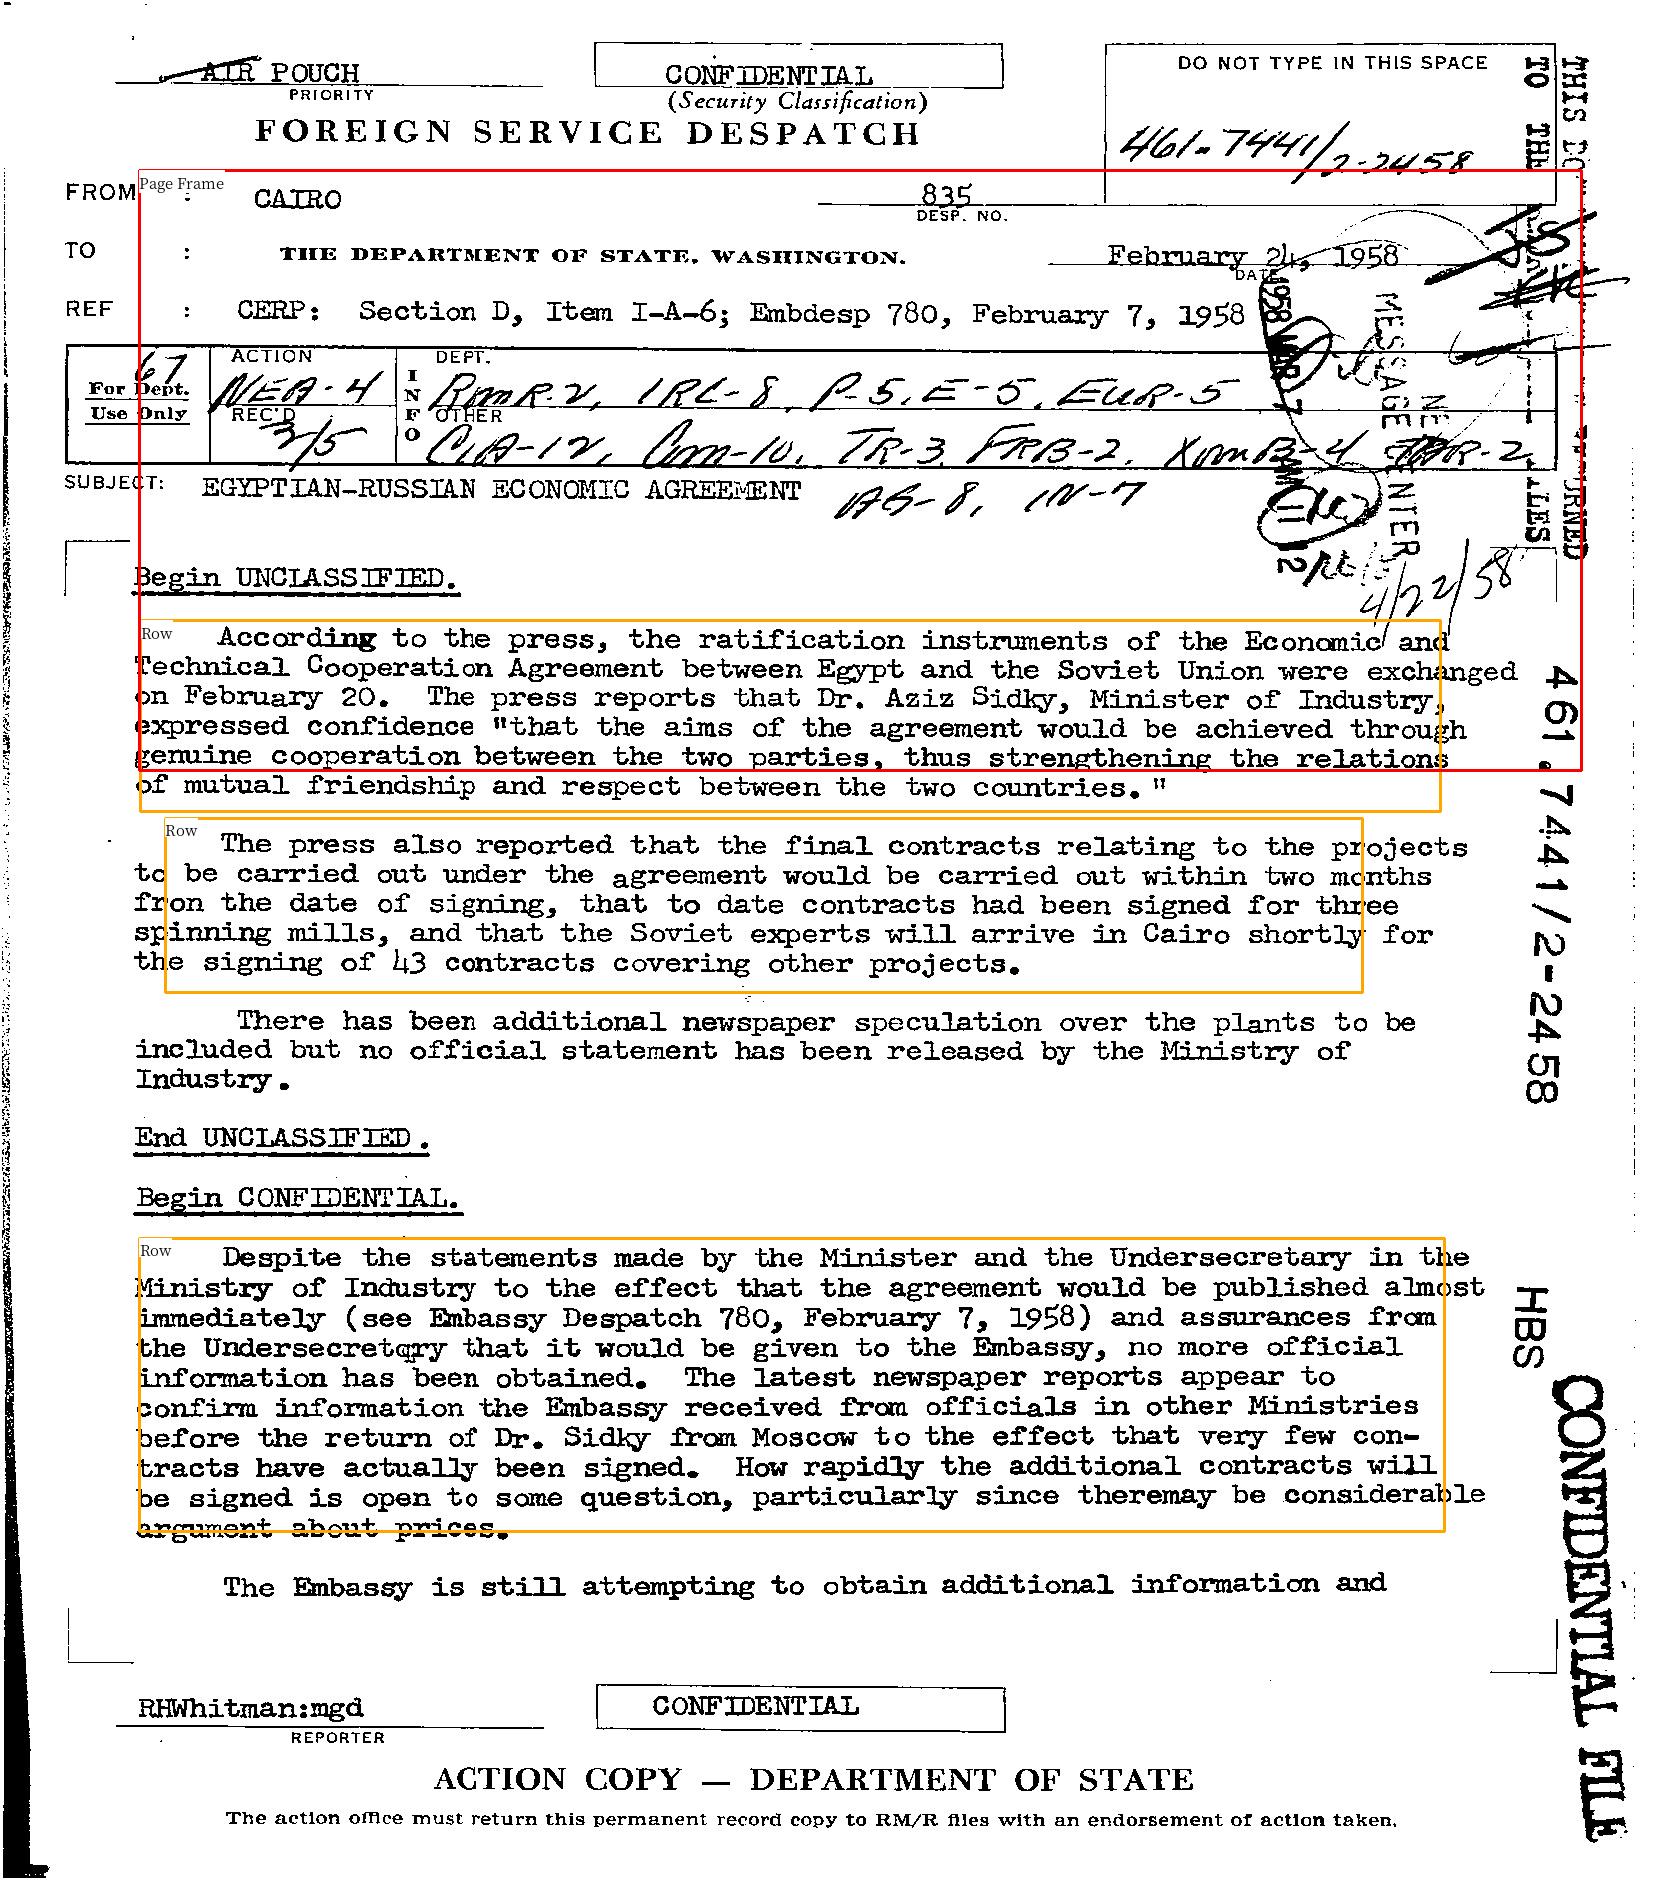 AIR POUCH
PRIORITY
CONFIDENTIAL
(Security Classification)
DO NOT TYPE IN THIS SPACE
FOREIGN SERVICE DESPATCH
461.7441/2-2458
FROM : CAIRO
835
DESP. NO.
TO : THE DEPARTMENT OF STATE, WASHINGTON.
February 24, 1958
DATE
REF : CERP: Section D, Item I-A-6; Embdesp 780, February 7, 1958
67
For Dept.
Use Only
ACTION
NEA-4
REC'D
3/5
INFO
DEPT.
RMR-2, IRC-8, P-5, E-5, EUR-5
OTHER
CIA-12, Com-10, TR-3, FRB-2, XMB-4 TAR-2
SUBJECT: EGYPTIAN-RUSSIAN ECONOMIC AGREEMENT
AG-8, IN-7
1958 MAR 7
MESSAGE CENTER
4/22/58
Page Frame
Begin UNCLASSIFIED.
Row
According to the press, the ratification instruments of the Economic and
Technical Cooperation Agreement between Egypt and the Soviet Union were exchanged
on February 20. The press reports that Dr. Aziz Sidky, Minister of Industry,
expressed confidence "that the aims of the agreement would be achieved through
genuine cooperation between the two parties, thus strengthening the relations
of mutual friendship and respect between the two countries."
Row
The press also reported that the final contracts relating to the projects
to be carried out under the agreement would be carried out within two months
fron the date of signing, that to date contracts had been signed for three
spinning mills, and that the Soviet experts will arrive in Cairo shortly for
the signing of 43 contracts covering other projects.
There has been additional newspaper speculation over the plants to be
included but no official statement has been released by the Ministry of
Industry.
End UNCLASSIFIED.
Begin CONFIDENTIAL.
Row
Despite the statements made by the Minister and the Undersecretary in the
Ministry of Industry to the effect that the agreement would be published almost
immediately (see Embassy Despatch 780, February 7, 1958) and assurances from
the Undersecretary that it would be given to the Embassy, no more official
information has been obtained. The latest newspaper reports appear to
confirm information the Embassy received from officials in other Ministries
before the return of Dr. Sidky from Moscow to the effect that very few con-
tracts have actually been signed. How rapidly the additional contracts will
be signed is open to some question, particularly since theremay be considerable
argument about prices.
The Embassy is still attempting to obtain additional information and
461.7441/2-2458
HBS
CONFIDENTIAL FILE
RHWhitman:mgd
REPORTER
CONFIDENTIAL
ACTION COPY — DEPARTMENT OF STATE
The action office must return this permanent record copy to RM/R files with an endorsement of action taken.